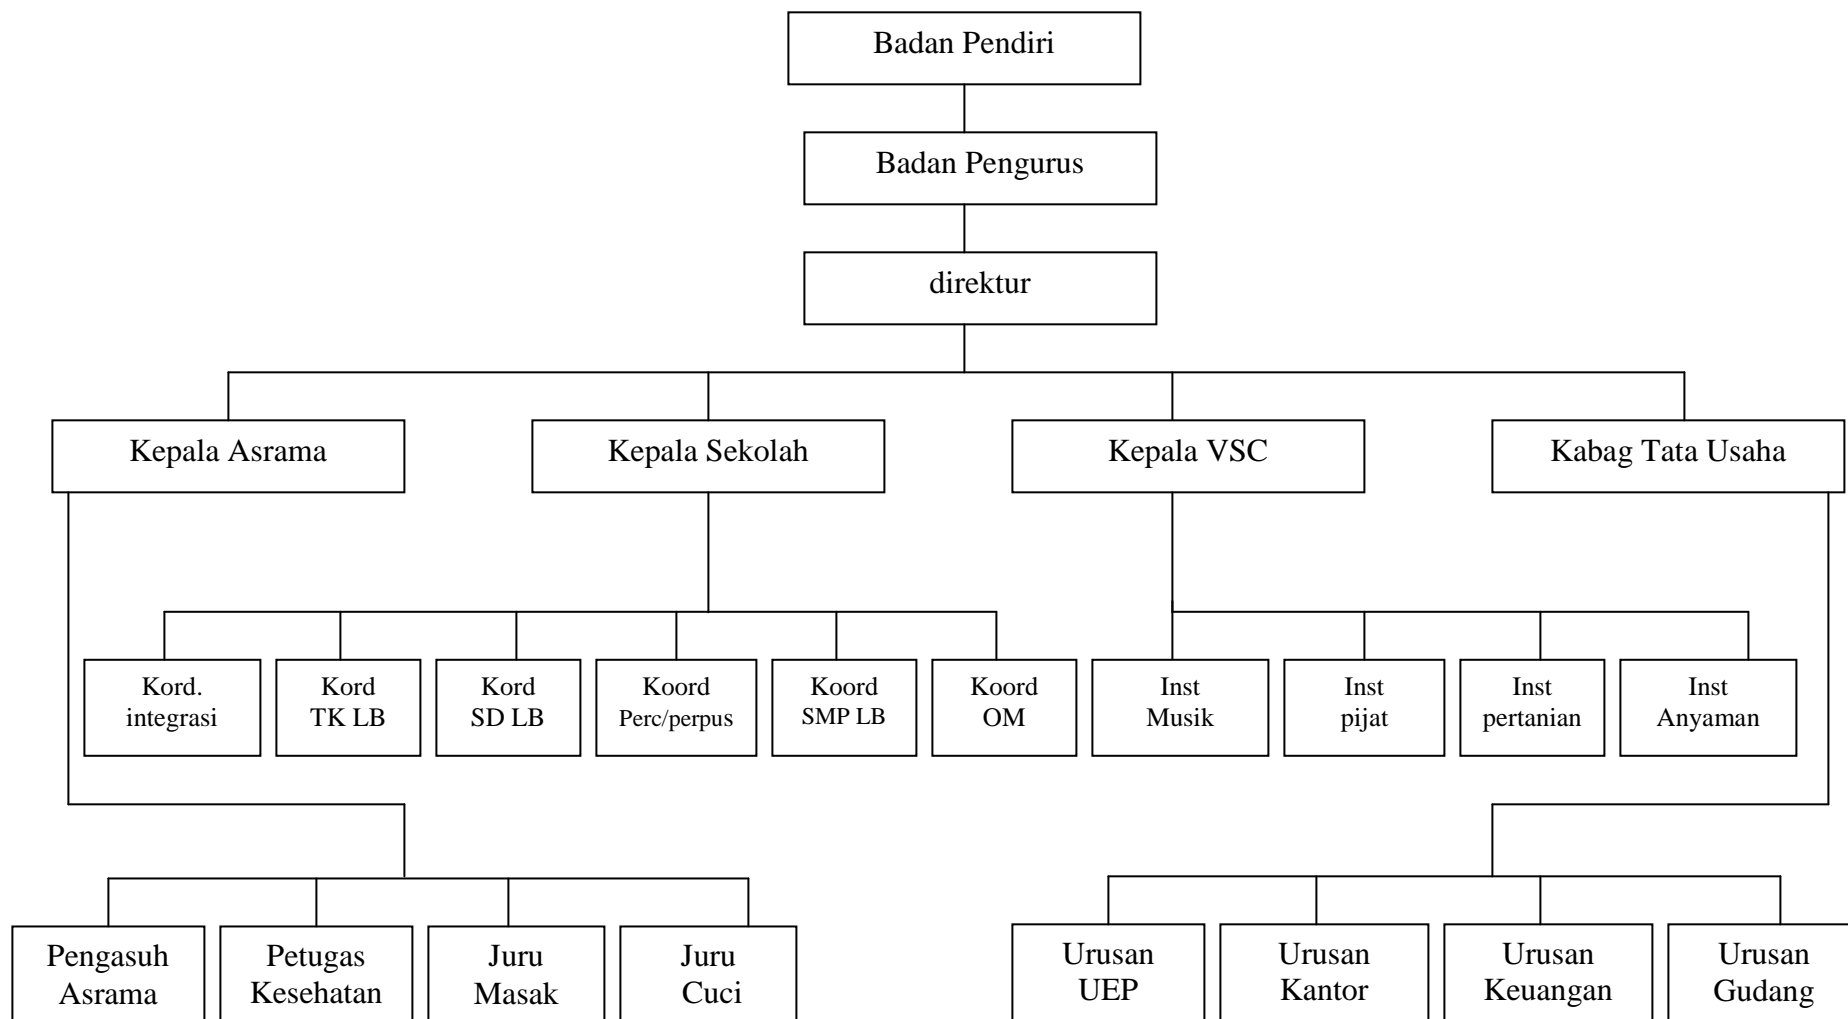 Badan Pendiri
Badan Pengurus
direktur
Kepala Asrama
Kepala Sekolah
Kepala VSC
Kabag Tata Usaha
Kord.
integrasi
Kord
TK LB
Kord
SD LB
Koord
Perc/perpus
Koord
SMP LB
Koord
OM
Inst
Musik
Inst
pijat
Inst
pertanian
Inst
Anyaman
Pengasuh
Asrama
Petugas
Kesehatan
Juru
Masak
Juru
Cuci
Urusan
UEP
Urusan
Kantor
Urusan
Keuangan
Urusan
Gudang